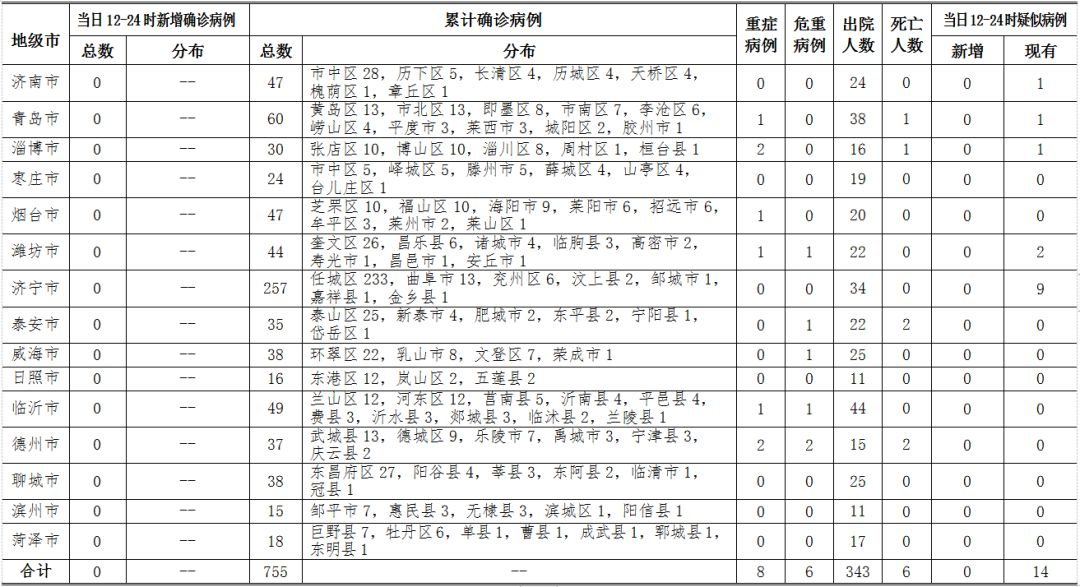 地级市 当日12-24时新增确诊病例 累计确诊病例 重症病例 危重病例 出院人数 死亡人数 当日12-24时疑似病例
总数 分布 总数 分布 新增 现有
济南市 0 -- 47 市中区28，历下区5，长清区4，历城区4，天桥区4， 0 0 24 0 0 1
槐荫区1，章丘区1
青岛市 0 -- 60 黄岛区13，市北区13，即墨区8，市南区7，李沧区6， 1 0 38 1 0 1
崂山区4，平度市3，莱西市3，城阳区2，胶州市1
淄博市 0 -- 30 张店区10，博山区10，淄川区8，周村区1，桓台县1 2 0 16 1 0 1
枣庄市 0 -- 24 市中区5，峄城区5，滕州市5，薛城区4，山亭区4， 0 0 19 0 0 0
台儿庄区1
烟台市 0 -- 47 芝罘区10，福山区10，海阳市9，莱阳市6，招远市6， 1 0 20 0 0 0
牟平区3，莱州市2，莱山区1
潍坊市 0 -- 44 奎文区26，昌乐县6，诸城市4，临朐县3，高密市2， 1 1 22 0 0 2
寿光市1，昌邑市1，安丘市1
济宁市 0 -- 257 任城区233，曲阜市13，兖州区6，汶上县2，邹城市1， 0 0 34 0 0 9
嘉祥县1，金乡县1
泰安市 0 -- 35 泰山区25，新泰市4，肥城市2，东平县2，宁阳县1， 0 1 22 2 0 0
岱岳区1
威海市 0 -- 38 环翠区22，乳山市8，文登区7，荣成市1 0 1 25 0 0 0
日照市 0 -- 16 东港区12，岚山区2，五莲县2 0 0 11 0 0 0
临沂市 0 -- 49 兰山区12，河东区12，莒南县5，沂南县4，平邑县4， 1 1 44 0 0 0
费县3，沂水县3，郯城县3，临沭县2，兰陵县1
德州市 0 -- 37 武城县13，德城区9，乐陵市7，禹城市3，宁津县3， 2 2 15 2 0 0
庆云县2
聊城市 0 -- 38 东昌府区27，阳谷县4，莘县3，东阿县2，临清市1， 0 0 25 0 0 0
冠县1
滨州市 0 -- 15 邹平市7，惠民县3，无棣县3，滨城区1，阳信县1 0 0 11 0 0 0
菏泽市 0 -- 18 巨野县7，牡丹区6，单县1，曹县1，成武县1，郓城县1， 0 0 17 0 0 0
东明县1
合计 0 755 -- 8 6 343 6 0 14